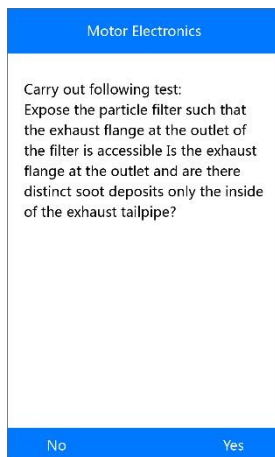 Motor Electronics
Carry out following test:
Expose the particle filter such that
the exhaust flange at the outlet of
the filter is accessible Is the exhaust
flange at the outlet and are there
distinct soot deposits only the inside
of the exhaust tailpipe?
No Yes